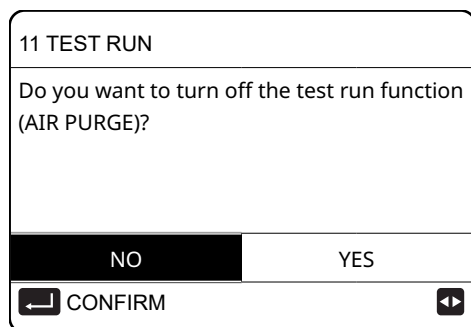 11 TEST RUN
Do you want to turn off the test run function
(AIR PURGE)?
NO YES
CONFIRM